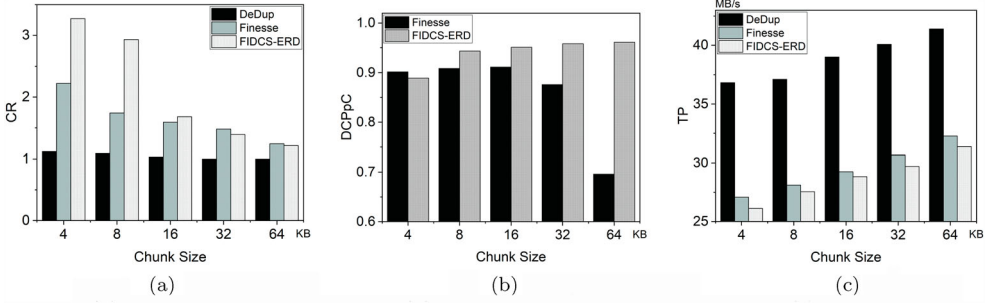 DeDup
Finesse
FIDCS-ERD
CR
3
2
1
0
4 8 16 32 64 KB
Chunk Size
(a)
Finesse
FIDCS-ERD
DCPpC
1.0
0.9
0.8
0.7
0.6
4 8 16 32 64 KB
Chunk Size
(b)
MB/s
DeDup
Finesse
FIDCS-ERD
TP
40
35
30
25
4 8 16 32 64 KB
Chunk Size
(c)